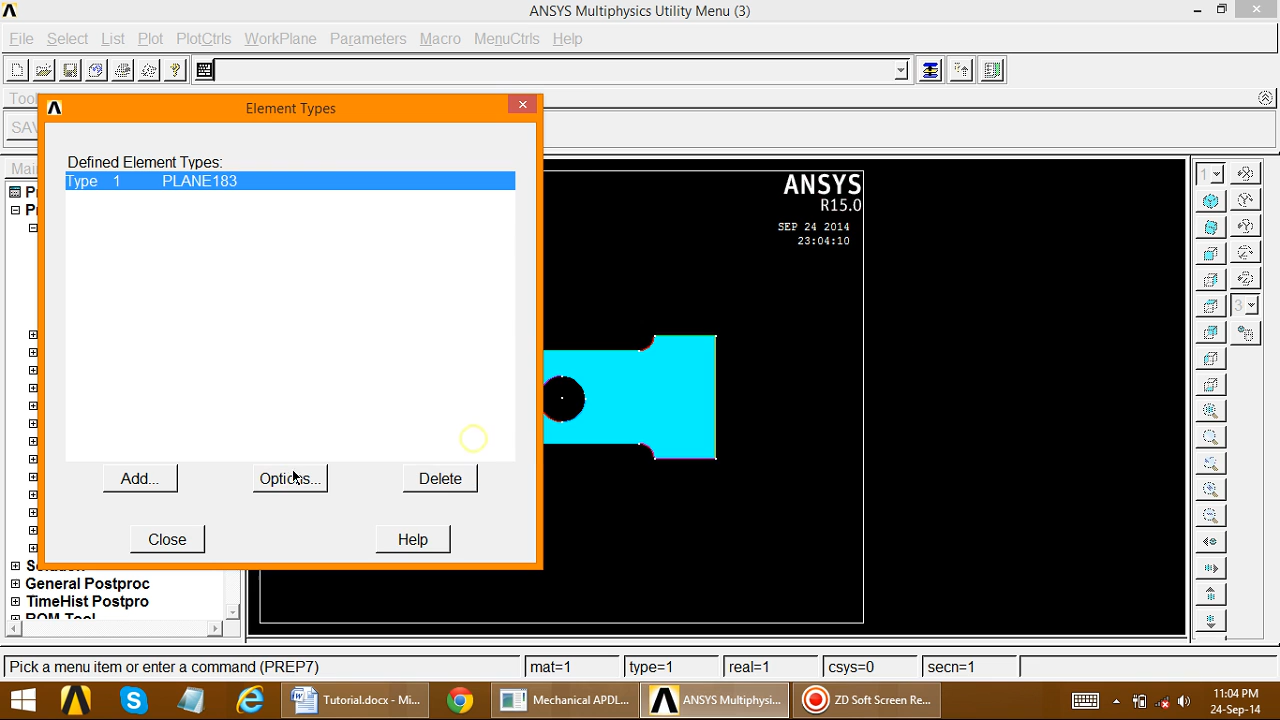 ANSYS Multiphysics Utility Menu (3)
File Select List Plot PlotCtrls WorkPlane Parameters Macro MenuCtrls Help
Element Types
Defined Element Types:
Type 1 PLANE183
Add... Options... Delete
Close Help
ANSYS
R15.0
SEP 24 2014
23:04:10
1
3
General Postproc
TimeHist Postpro
Pick a menu item or enter a command (PREP7) mat=1 type=1 real=1 csys=0 secn=1
Tutorial.docx - Mi... Mechanical APDL... ANSYS Multiphysi... ZD Soft Screen Re...
11:04 PM
24-Sep-14